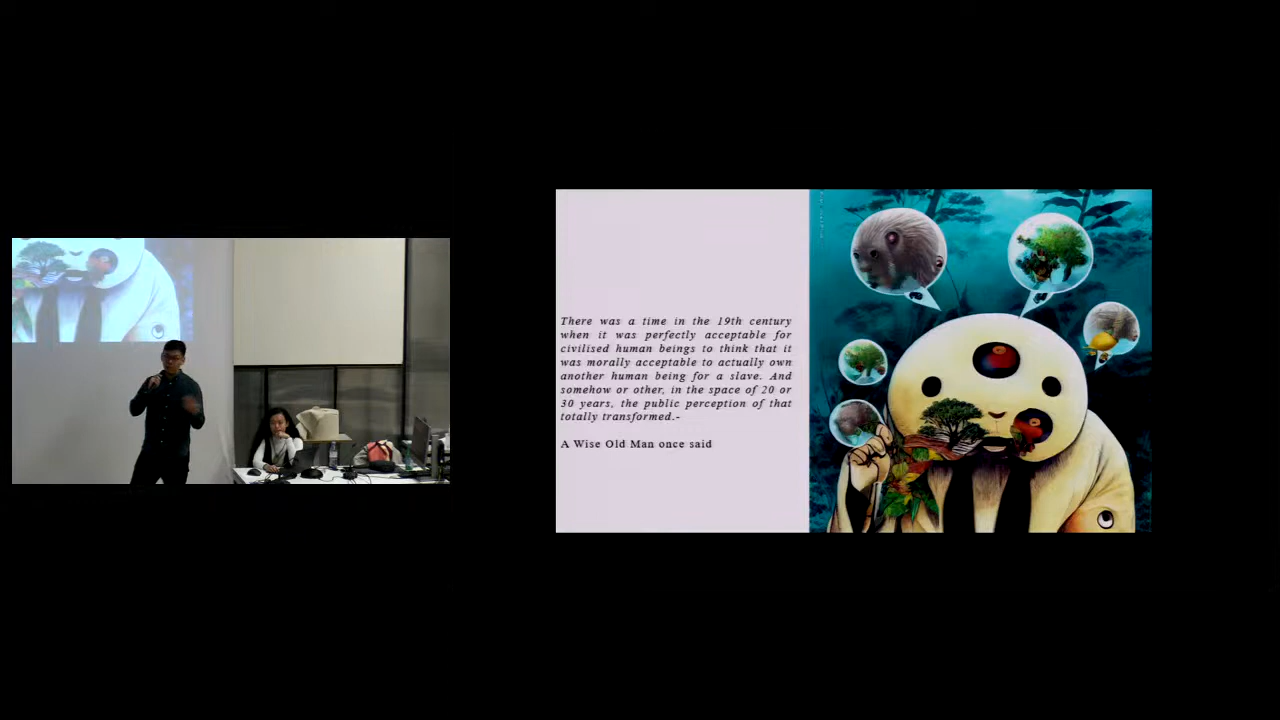 There was a time in the 19th century
when it was perfectly acceptable for
civilised human beings to think that it
was morally acceptable to actually own
another human being for a slave. And
somehow or other, in the space of 20 or
30 years, the public perception of that
totally transformed.-
A Wise Old Man once said